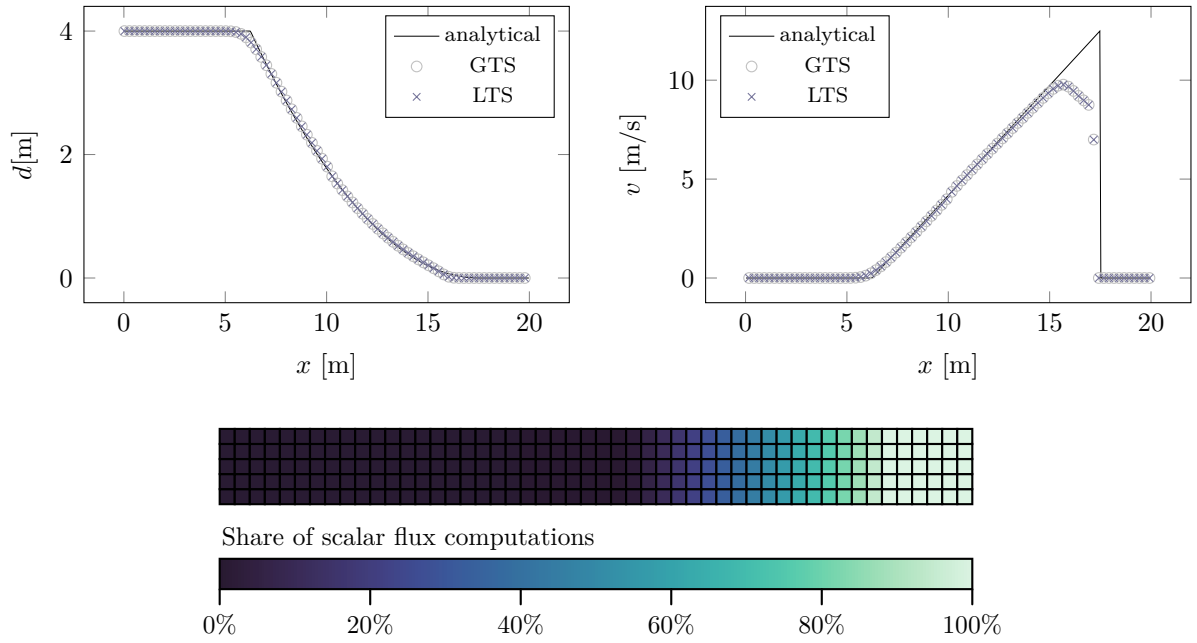 analytical
GTS
LTS
d[m]
4
2
0
0 5 10 15 20
x [m]
analytical
GTS
LTS
v [m/s]
10
5
0
0 5 10 15 20
x [m]
Share of scalar flux computations
0% 20% 40% 60% 80% 100%